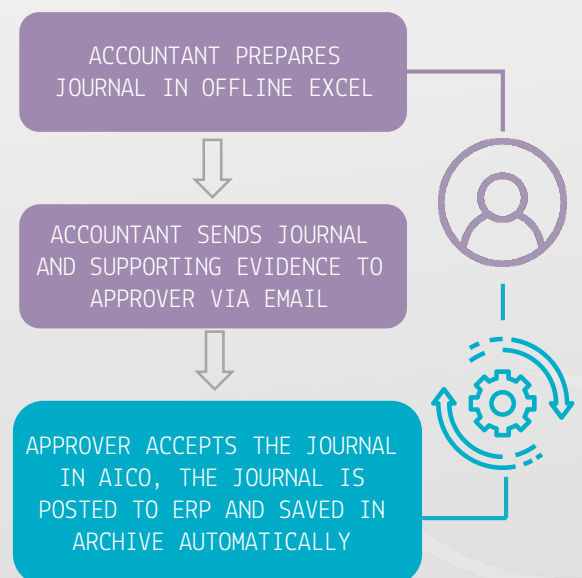 ACCOUNTANT PREPARES
JOURNAL IN OFFLINE EXCEL
ACCOUNTANT SENDS JOURNAL
AND SUPPORTING EVIDENCE TO
APPROVER VIA EMAIL
APPROVER ACCEPTS THE JOURNAL
IN AICO, THE JOURNAL IS
POSTED TO ERP AND SAVED IN
ARCHIVE AUTOMATICALLY